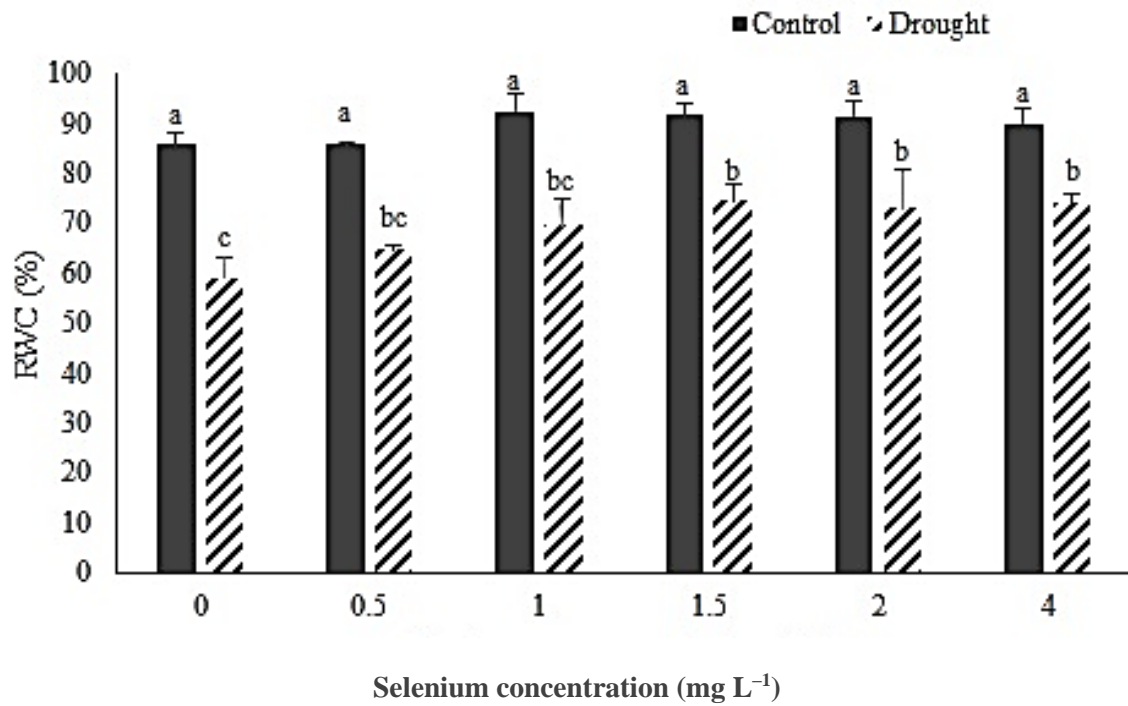 Control Drought
100
90
80
70
60
50
40
30
20
10
0
RWC (%)
a a a a a a
c bc bc b b b
0 0.5 1 1.5 2 4
Selenium concentration (mg L⁻¹)